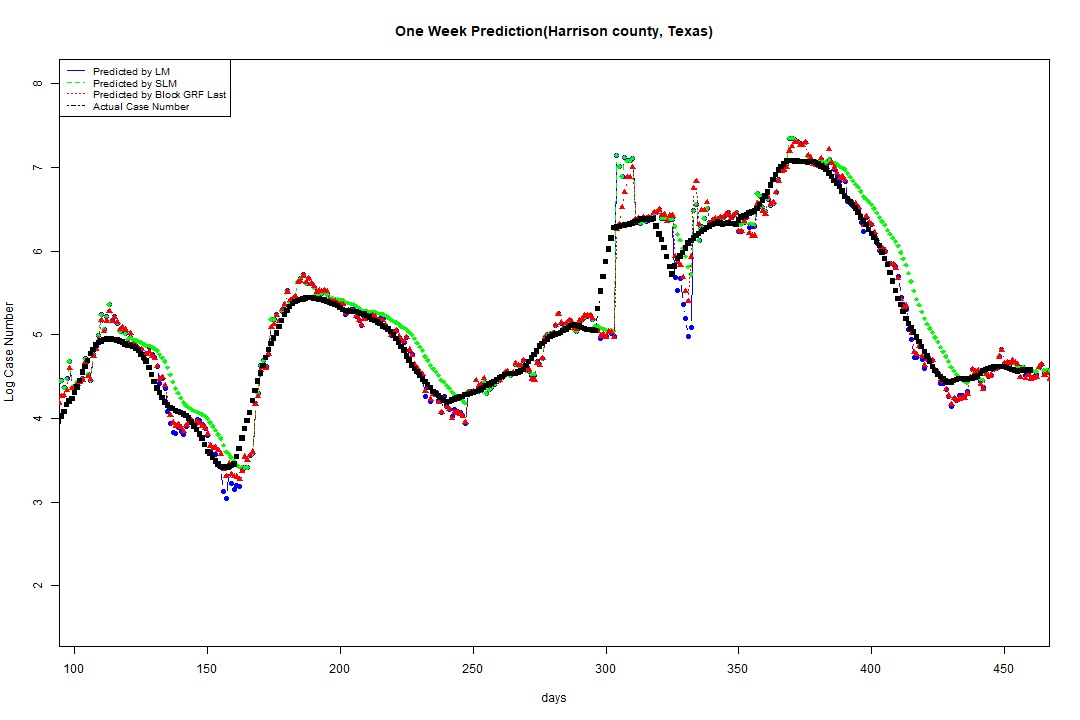 One Week Prediction(Harrison county, Texas)
Predicted by LM
Predicted by SLM
Predicted by Block GRF Last
Actual Case Number
8
7
6
5
4
3
2
Log Case Number
100 150 200 250 300 350 400 450
days